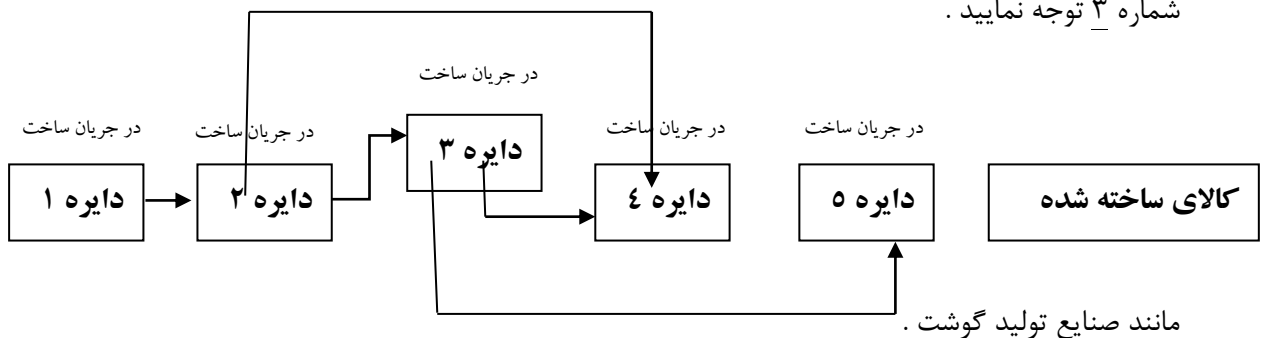 شماره ۳ توجه نمایید .
در جریان ساخت
در جریان ساخت
در جریان ساخت
در جریان ساخت
در جریان ساخت
دایره ۱
دایره ۲
دایره ۳
دایره ٤
دایره ٥
کالای ساخته شده
مانند صنایع تولید گوشت .